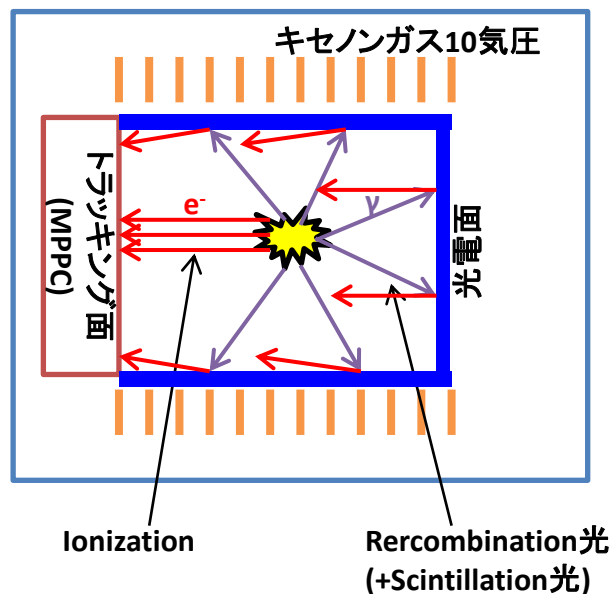 キセノンガス10気圧
トラッキング面
(MPPC)
e-
γ
光電面
Ionization
Rercombination光
(+Scintillation光)